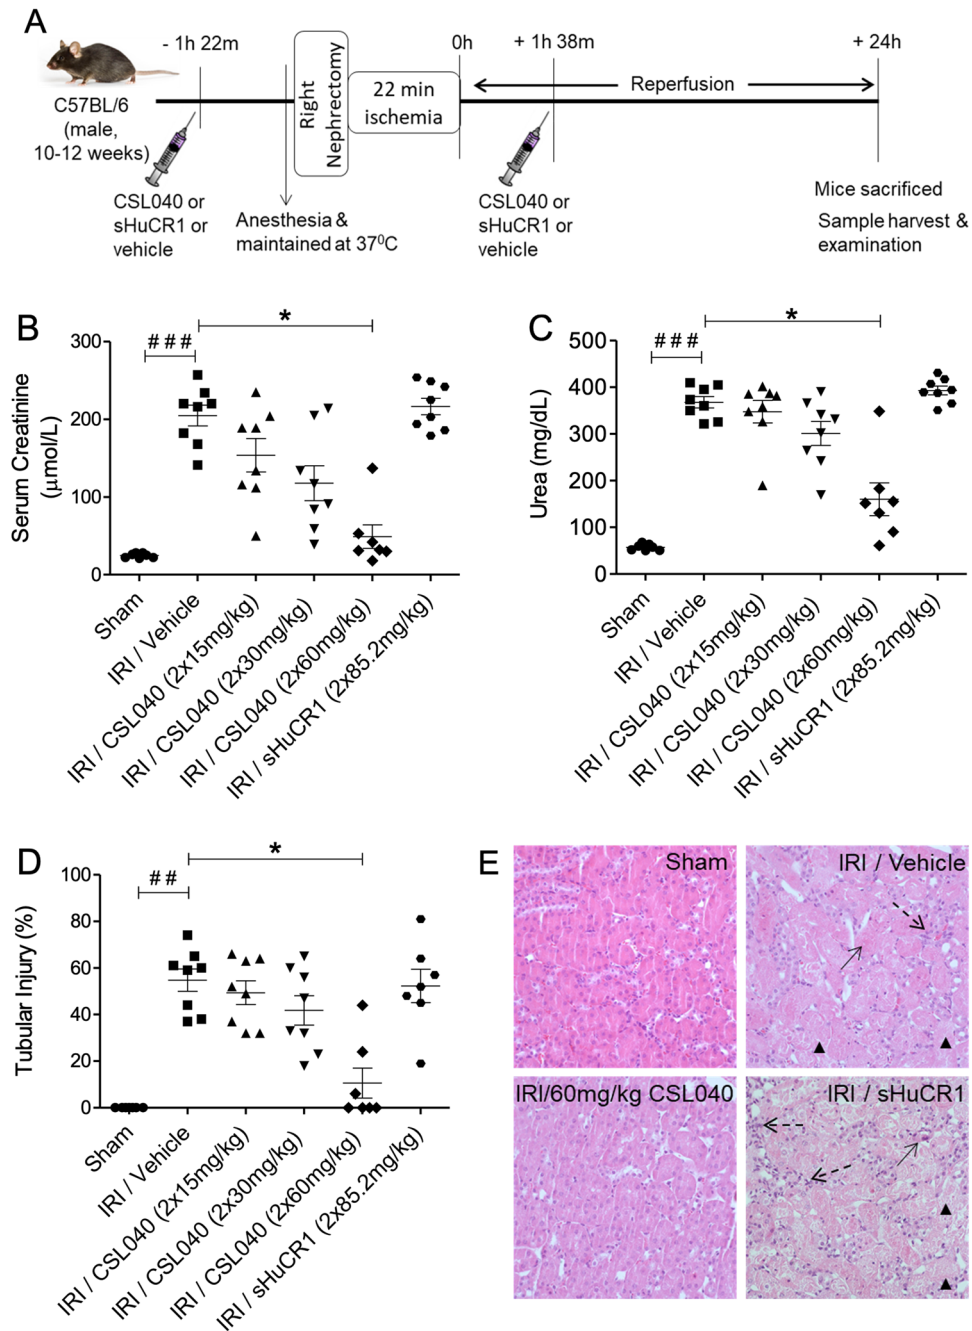 A
- 1h 22m
0h
+ 1h 38m
+ 24h
Right
Nephrectomy
22 min
ischemia
Reperfusion
C57BL/6
(male,
10-12 weeks)
CSL040 or
sHuCR1 or
vehicle
Anesthesia &
maintained at 37⁰C
CSL040 or
sHuCR1 or
vehicle
Mice sacrificed
Sample harvest &
examination
B
###
*
Serum Creatinine
(µmol/L)
300
200
100
0
Sham
IRI / Vehicle
IRI / CSL040 (2x15mg/kg)
IRI / CSL040 (2x30mg/kg)
IRI / CSL040 (2x60mg/kg)
IRI / sHuCR1 (2x85.2mg/kg)
C
###
*
Urea (mg/dL)
500
400
300
200
100
0
Sham
IRI / Vehicle
IRI / CSL040 (2x15mg/kg)
IRI / CSL040 (2x30mg/kg)
IRI / CSL040 (2x60mg/kg)
IRI / sHuCR1 (2x85.2mg/kg)
D
##
*
Tubular Injury (%)
100
80
60
40
20
0
Sham
IRI / Vehicle
IRI / CSL040 (2x15mg/kg)
IRI / CSL040 (2x30mg/kg)
IRI / CSL040 (2x60mg/kg)
IRI / sHuCR1 (2x85.2mg/kg)
E
Sham
IRI / Vehicle
IRI/60mg/kg CSL040
IRI / sHuCR1